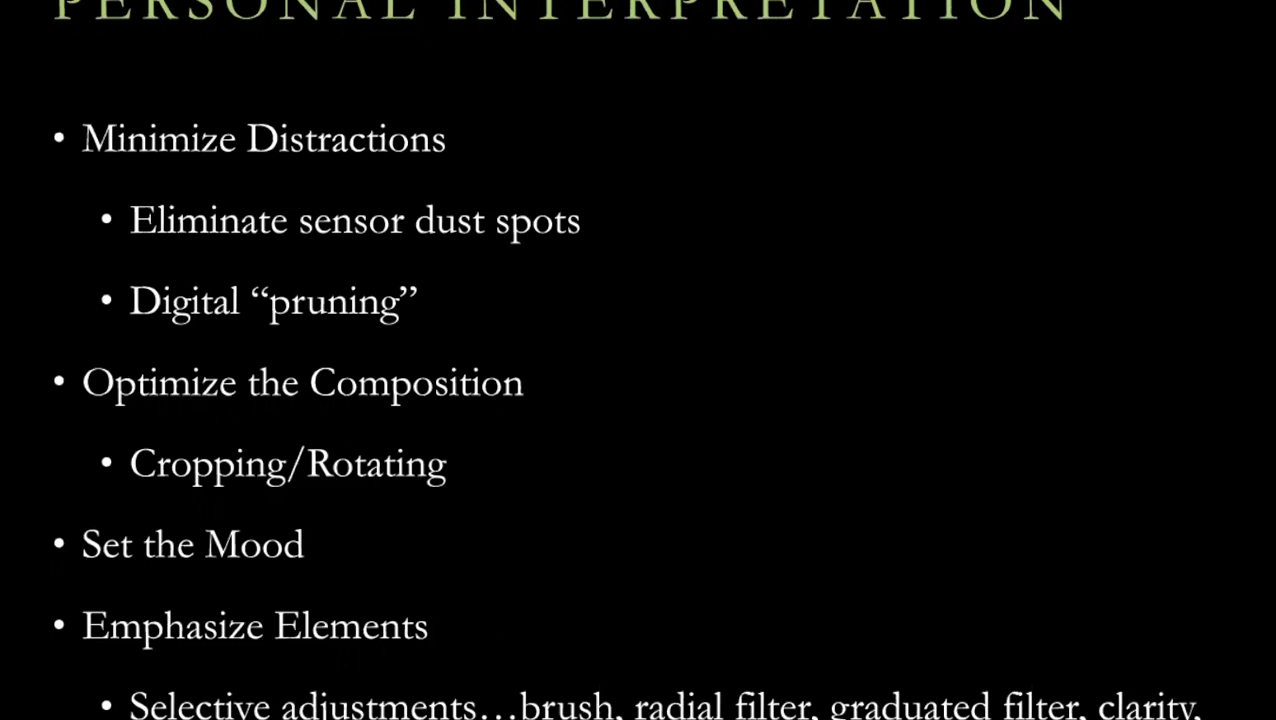 PERSONAL INTERPRETATION
• Minimize Distractions
• Eliminate sensor dust spots
• Digital “pruning”
• Optimize the Composition
• Cropping/Rotating
• Set the Mood
• Emphasize Elements
• Selective adjustments…brush, radial filter, graduated filter, clarity,